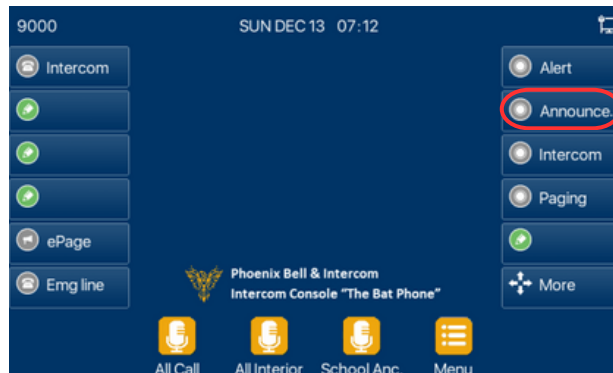 9000
SUN DEC 13 07:12
Intercom
ePage
Emg line
Alert
Announce.
Intercom
Paging
More
Phoenix Bell & Intercom
Intercom Console “The Bat Phone”
All Call
All Interior
School Anc.
Menu